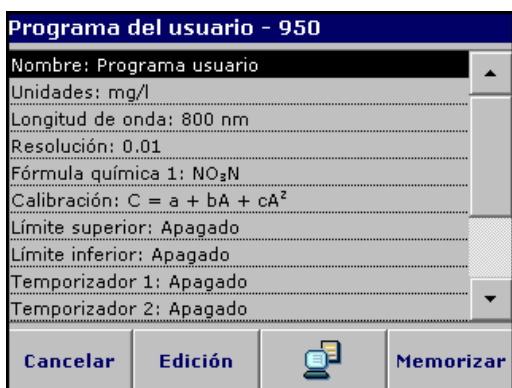 Programa del usuario - 950
Nombre: Programa usuario
Unidades: mg/l
Longitud de onda: 800 nm
Resolución: 0.01
Fórmula química 1: NO₃N
Calibración: C = a + bA + cA²
Límite superior: Apagado
Límite inferior: Apagado
Temporizador 1: Apagado
Temporizador 2: Apagado
Cancelar Edición Memorizar